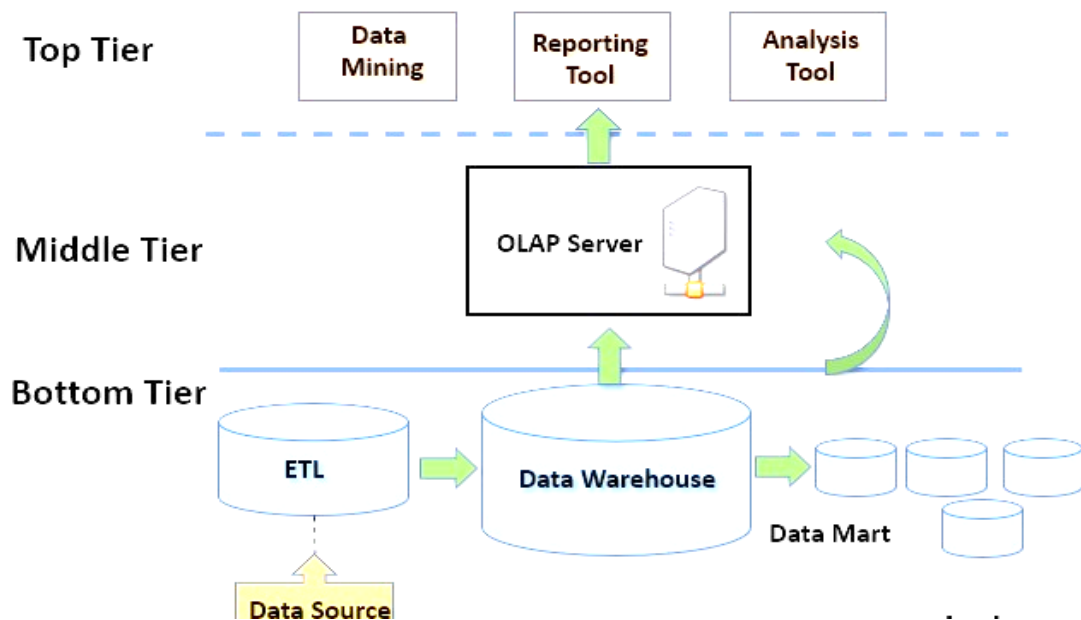 Top Tier
Data
Mining
Reporting
Tool
Analysis
Tool
Middle Tier
OLAP Server
Bottom Tier
ETL
Data Warehouse
Data Mart
Data Source